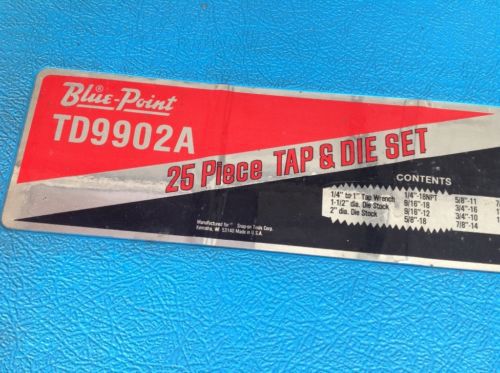 Blue®-Point
TD9902A
25 Piece TAP & DIE SET
CONTENTS
1/4" to 1" Tap Wrench 1/4"-18NPT 5/8"-11
1-1/2" dia. Die Stock 9/16"-18 3/4"-16
2" dia. Die Stock 9/16"-12 3/4"-10
5/8"-18 7/8"-14
Manufactured for Snap-on Tools Corp.
Kenosha, WI 53140 Made in U.S.A.